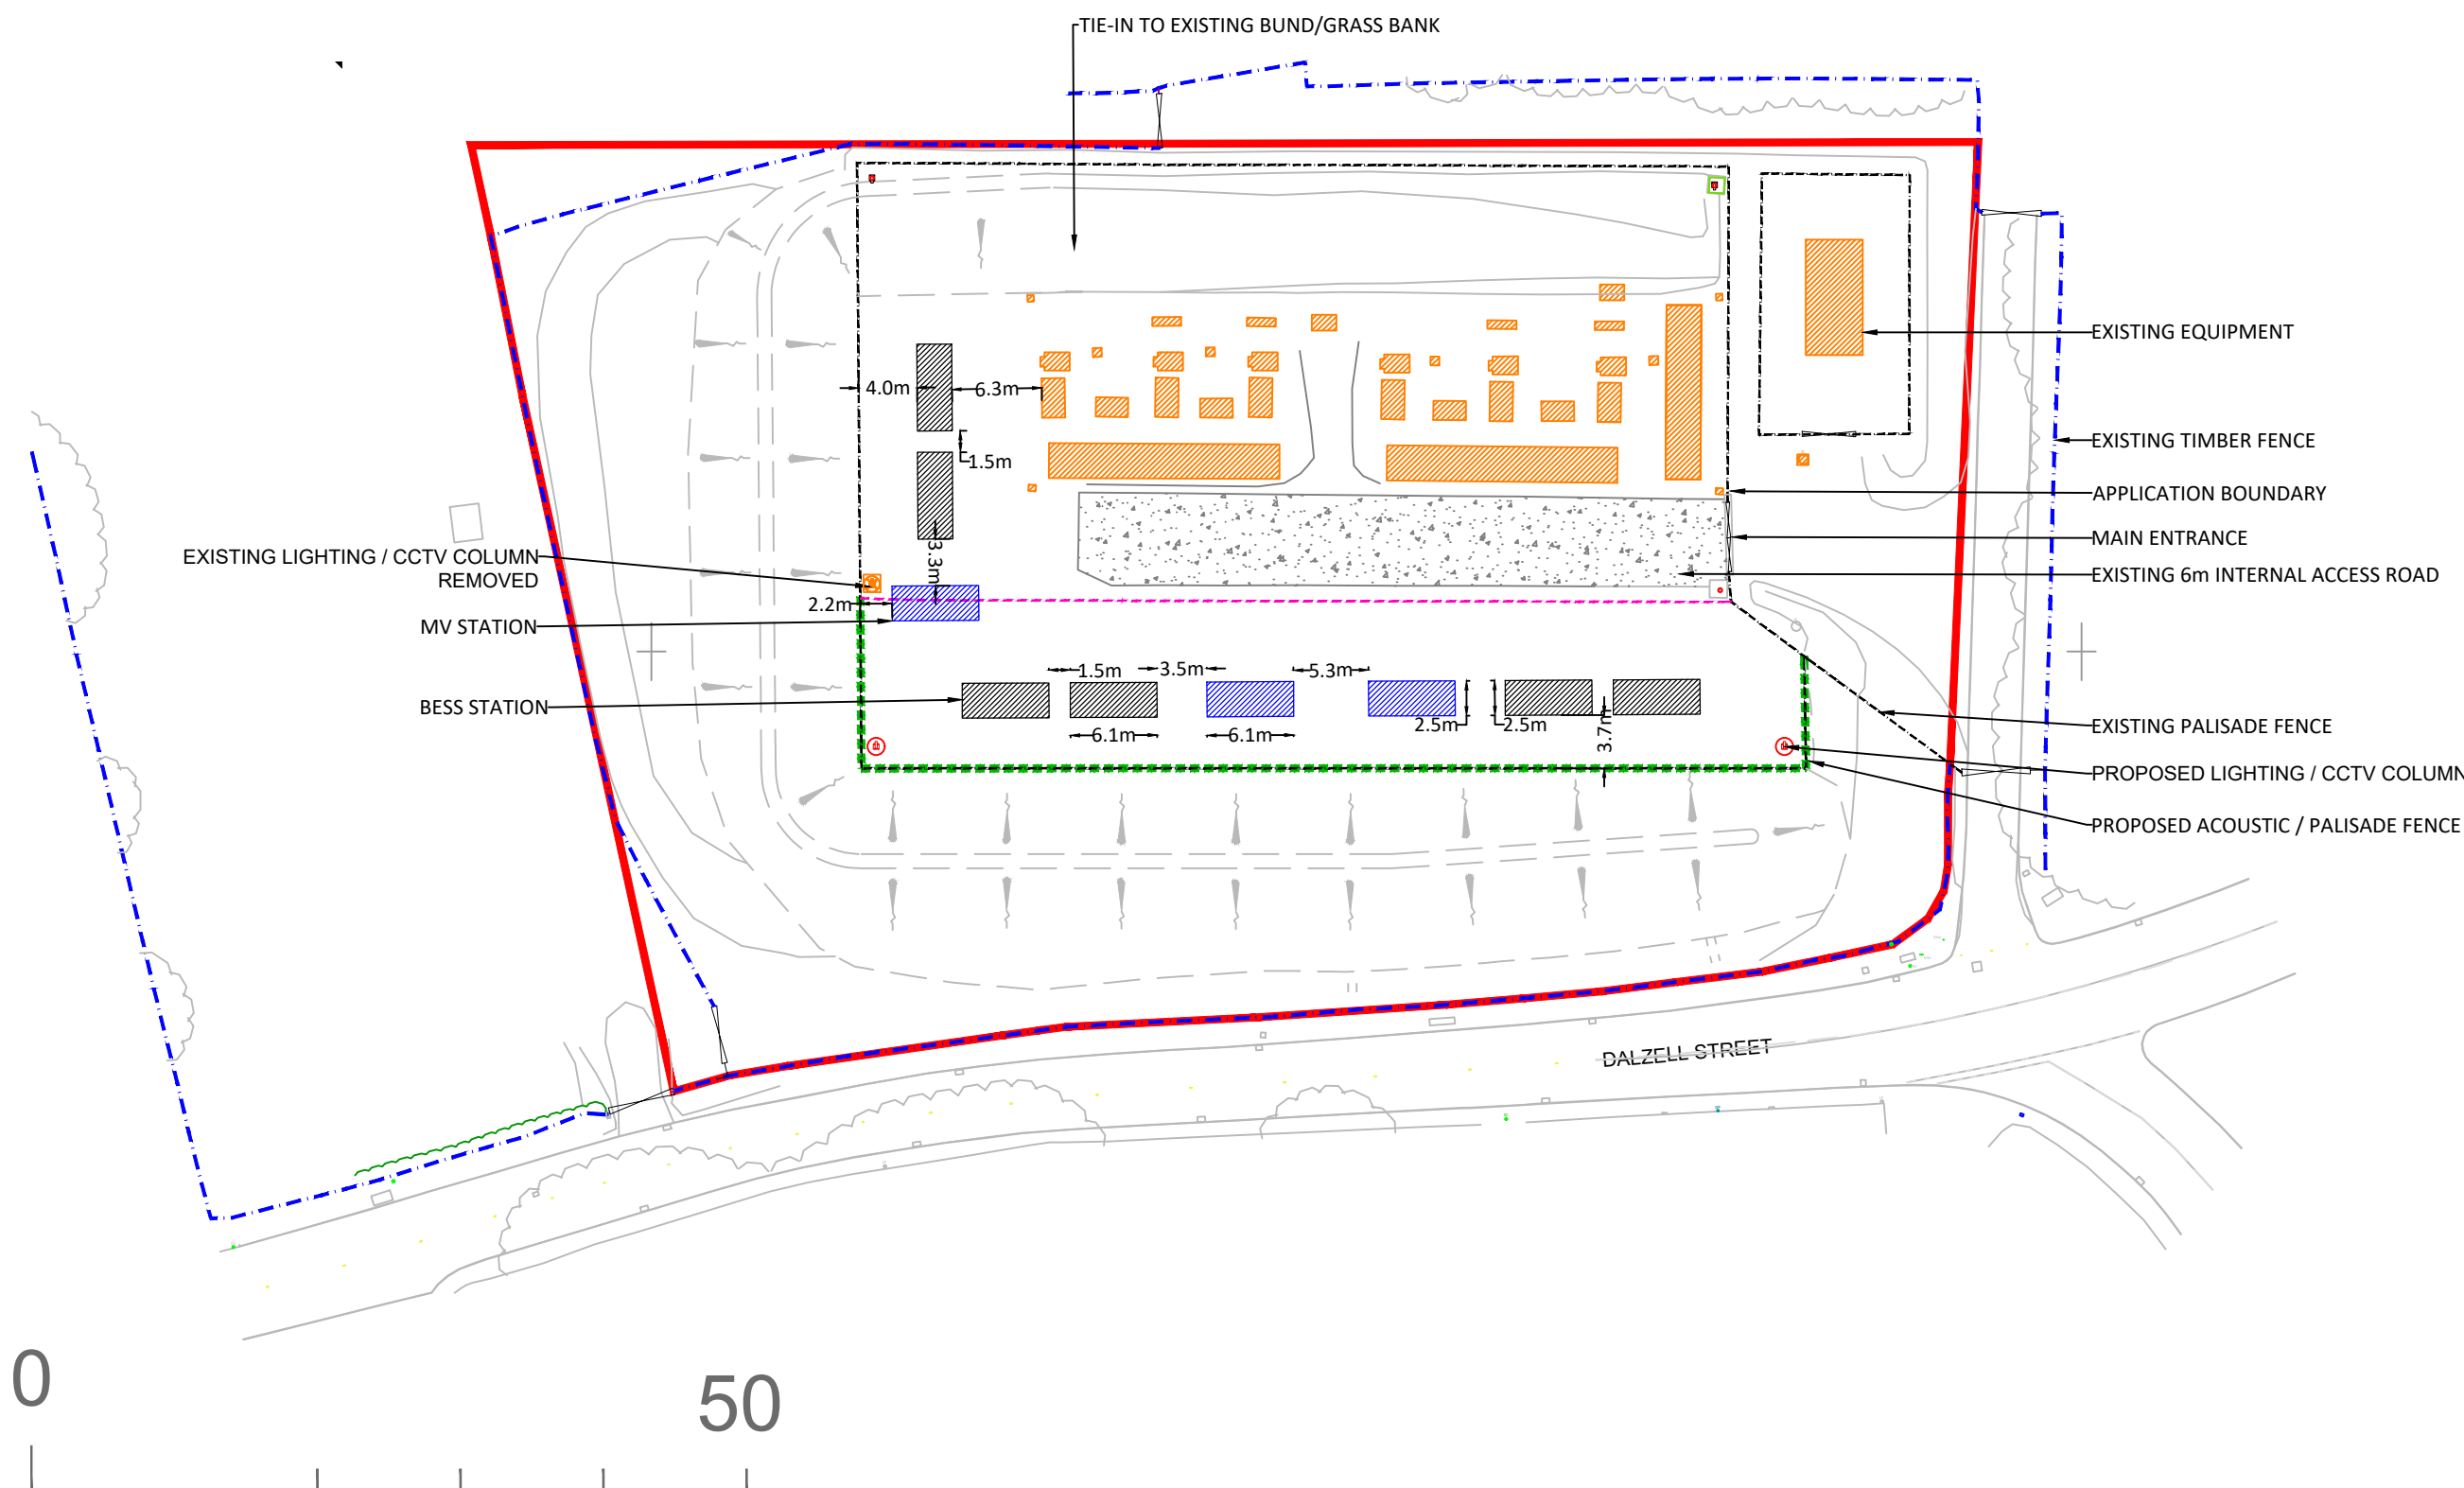 TIE-IN TO EXISTING BUND/GRASS BANK
EXISTING EQUIPMENT
4.0m
6.3m
EXISTING TIMBER FENCE
1.5m
APPLICATION BOUNDARY
MAIN ENTRANCE
EXISTING LIGHTING / CCTV COLUMN
REMOVED
3.3m
EXISTING 6m INTERNAL ACCESS ROAD
2.2m
MV STATION
1.5m
3.5m
5.3m
BESS STATION
2.5m
2.5m
3.7m
EXISTING PALISADE FENCE
6.1m
6.1m
PROPOSED LIGHTING / CCTV COLUMN
PROPOSED ACOUSTIC / PALISADE FENCE
DALZELL STREET
0
50